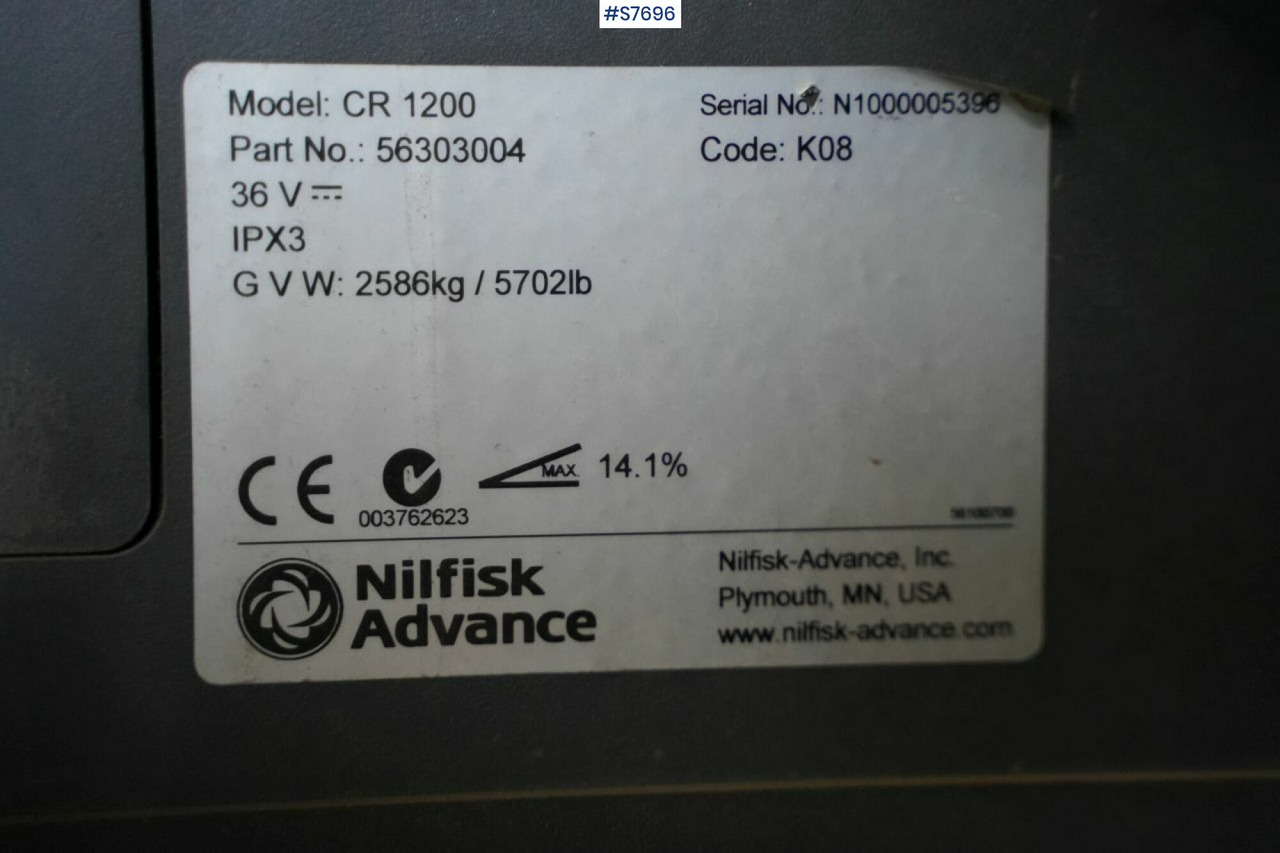 #S7696
Model: CR 1200
Serial No.: N1000005396
Part No.: 56303004
Code: K08
36 V
IPX3
G V W: 2586kg / 5702lb
CE
MAX. 14.1%
003762623
Nilfisk
Advance
Nilfisk-Advance, Inc.
Plymouth, MN, USA
www.nilfisk-advance.com